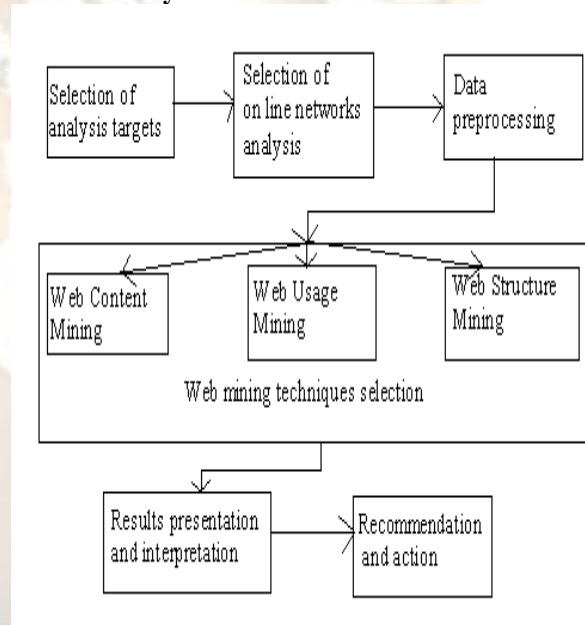 Selection of
analysis targets
Selection of
on line networks
analysis
Data
preprocessing
Web Content
Mining
Web Usage
Mining
Web Structure
Mining
Web mining techniques selection
Results presentation
and interpretation
Recommendation
and action